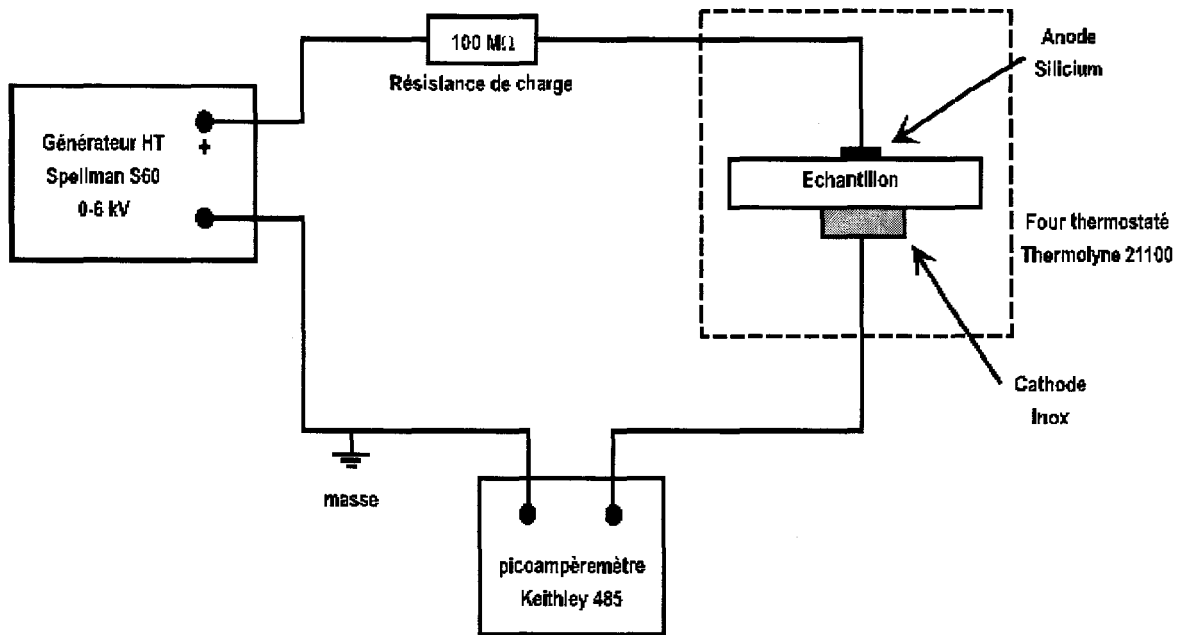 100 MΩ
Résistance de charge
Anode
Silicium
Générateur HT
+
Spellman S60
0-6 kV
Echantillon
Four thermostaté
Thermolyne 21100
Cathode
Inox
masse
picoampèremètre
Keithley 485